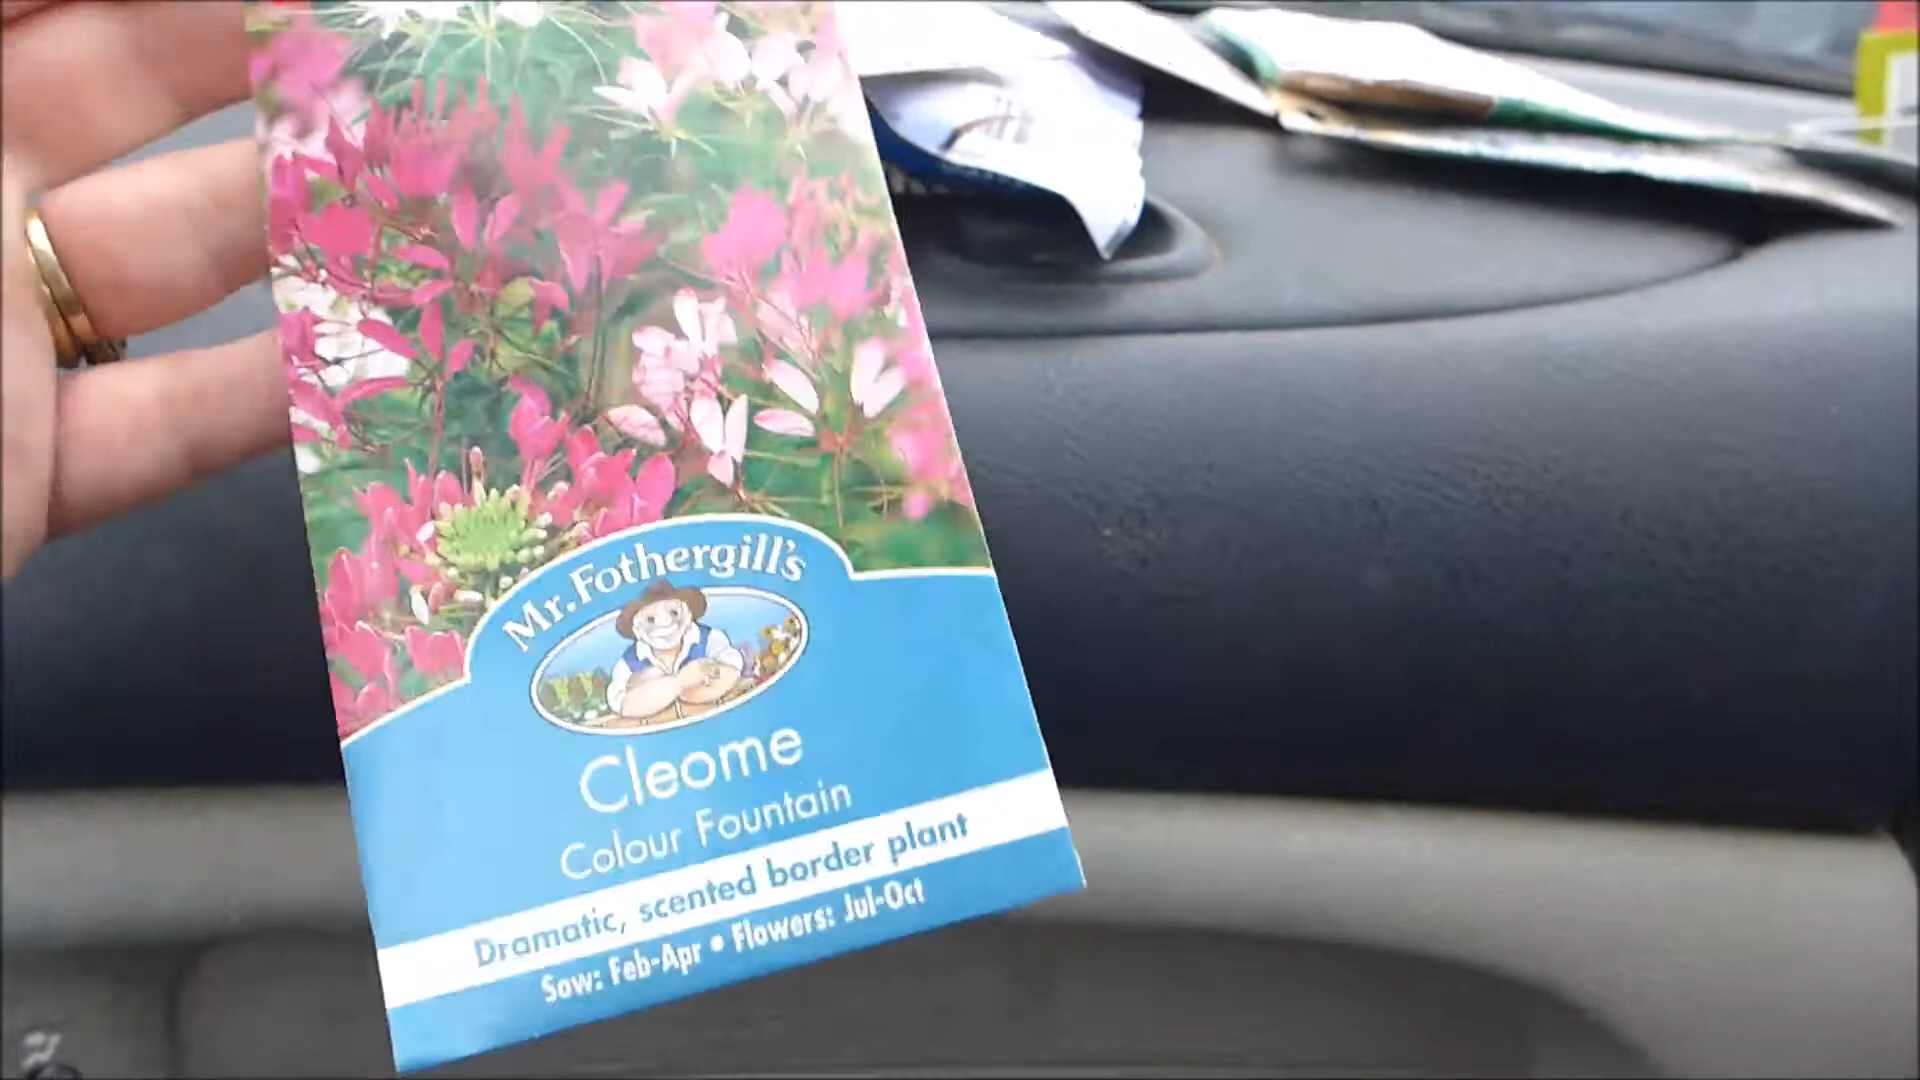 Mr. Fothergill's
Cleome
Colour Fountain
Dramatic, scented border plant
Sow: Feb-Apr • Flowers: Jul-Oct